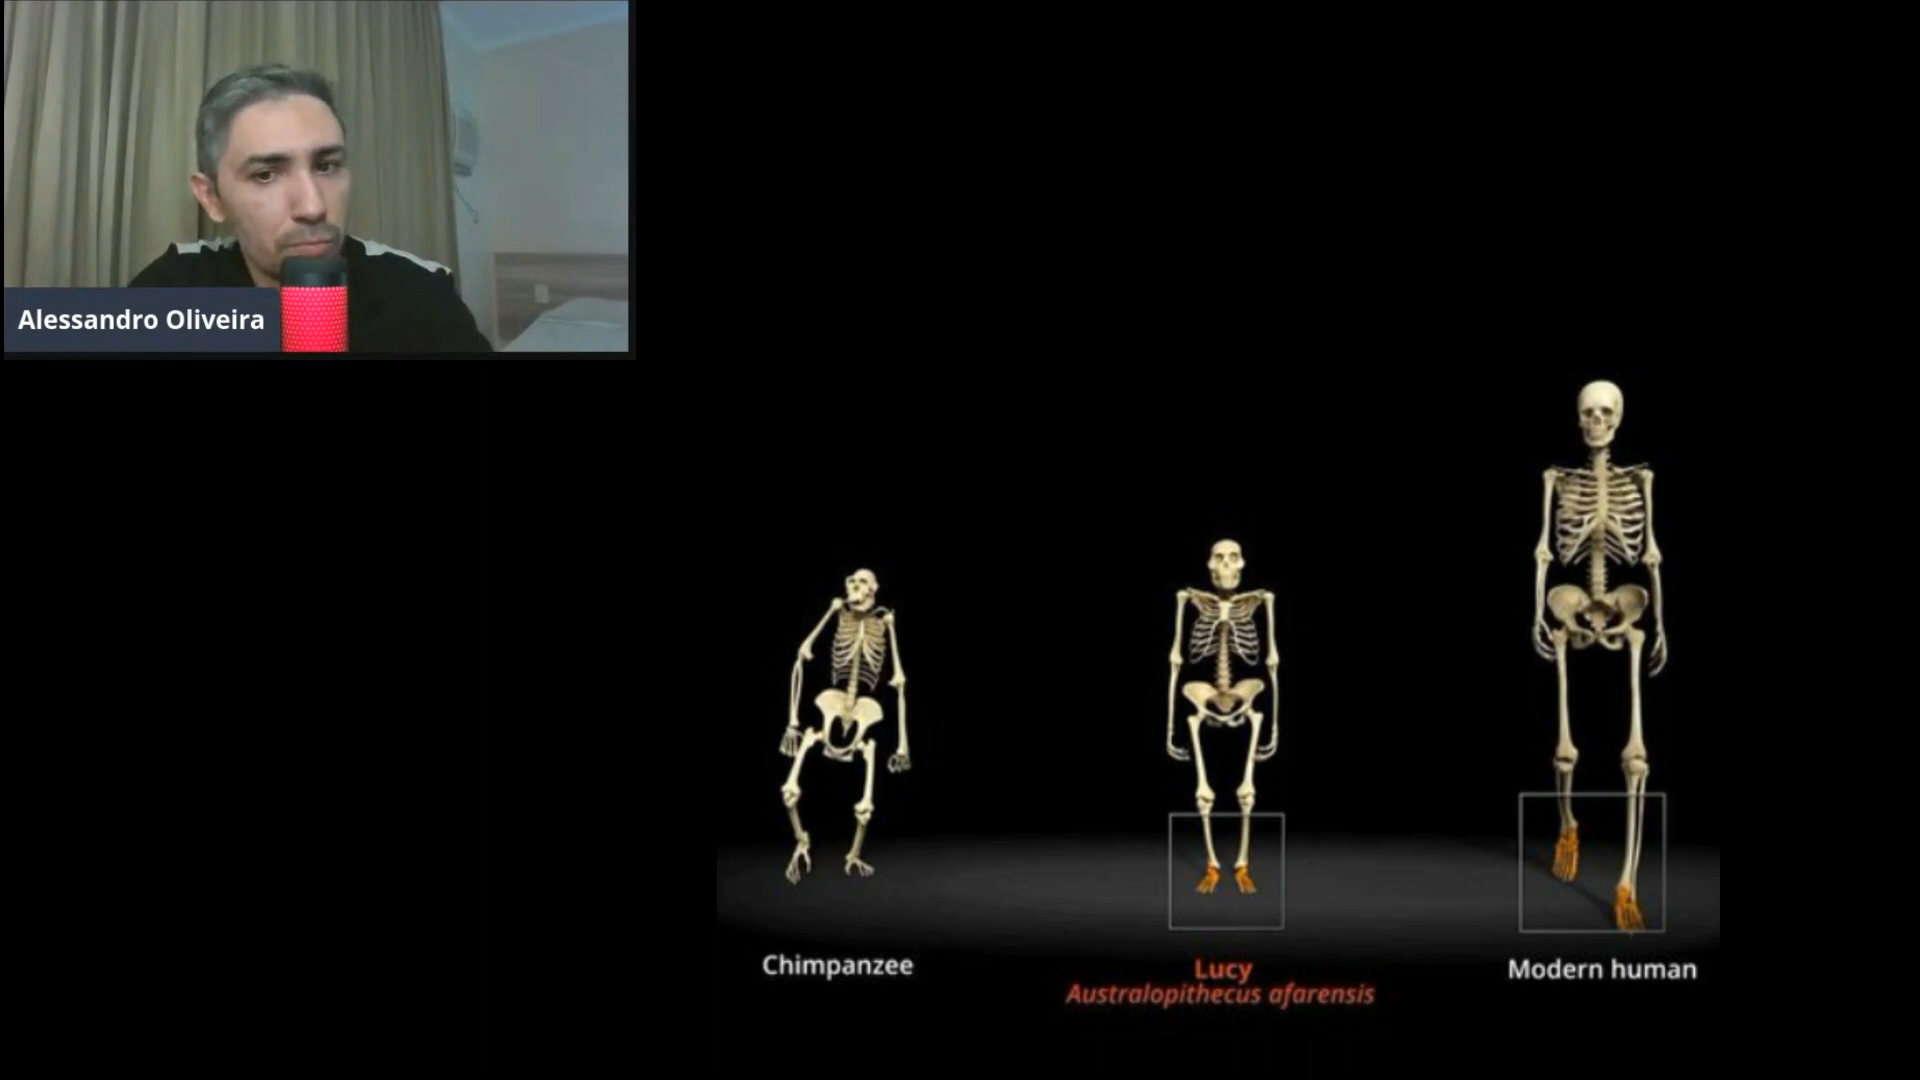 Alessandro Oliveira
Chimpanzee
Lucy
Australopithecus afarensis
Modern human